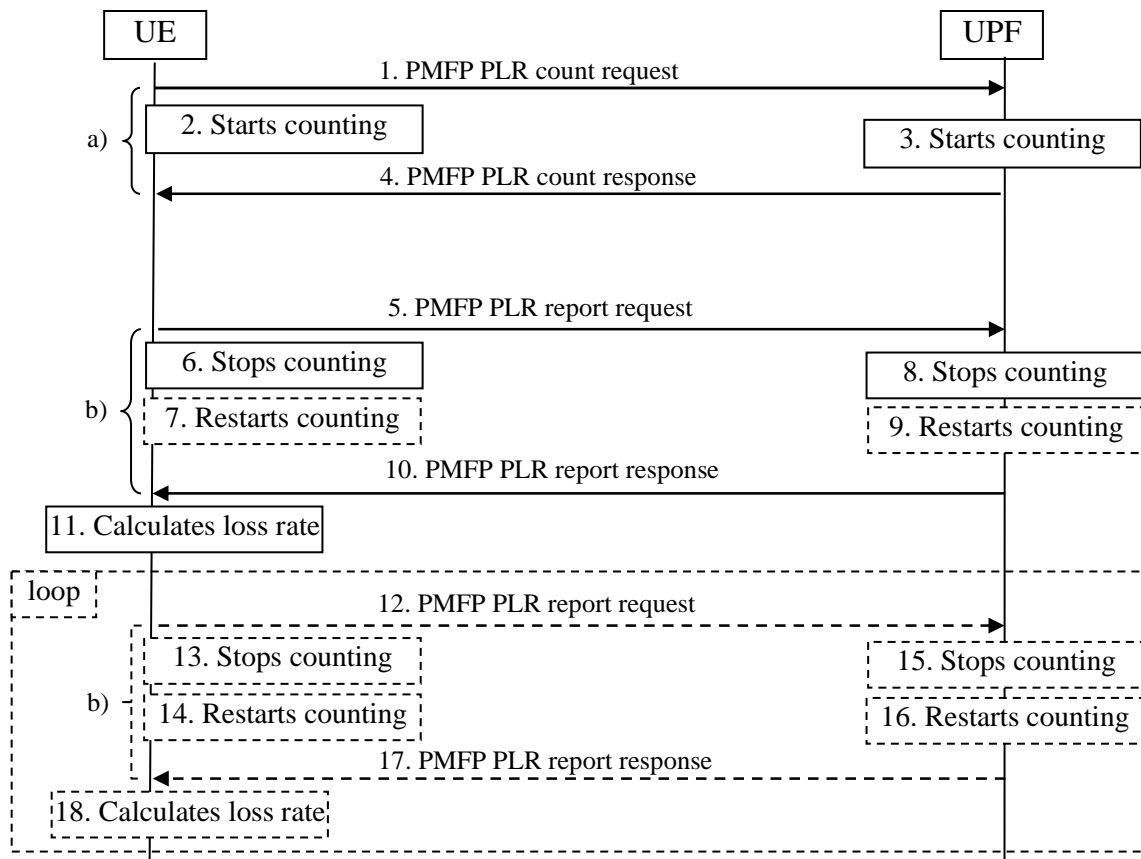 UE
UPF
1. PMFP PLR count request
a)
2. Starts counting
3. Starts counting
4. PMFP PLR count response
5. PMFP PLR report request
6. Stops counting
8. Stops counting
b)
7. Restarts counting
9. Restarts counting
10. PMFP PLR report response
11. Calculates loss rate
loop
12. PMFP PLR report request
13. Stops counting
15. Stops counting
b)
14. Restarts counting
16. Restarts counting
17. PMFP PLR report response
18. Calculates loss rate